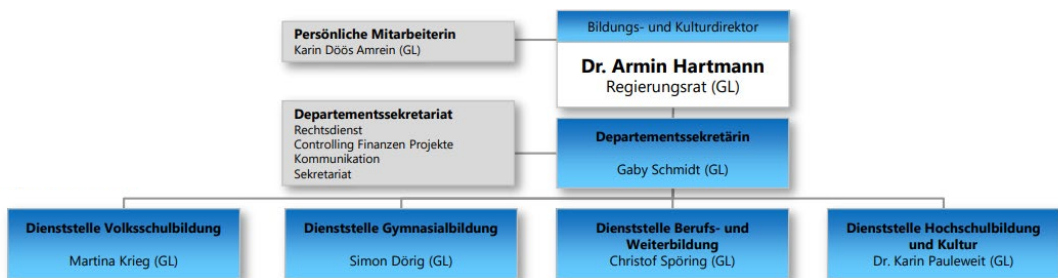 Bildungs- und Kulturdirektor
Persönliche Mitarbeiterin
Karin Döös Amrein (GL)
Dr. Armin Hartmann
Regierungsrat (GL)
Departementssekretariat
Rechtsdienst
Controlling Finanzen Projekte
Kommunikation
Sekretariat
Departementssekretärin
Gaby Schmidt (GL)
Dienststelle Volksschulbildung
Martina Krieg (GL)
Dienststelle Gymnasialbildung
Simon Dörig (GL)
Dienststelle Berufs- und
Weiterbildung
Christof Spöring (GL)
Dienststelle Hochschulbildung
und Kultur
Dr. Karin Pauleweit (GL)